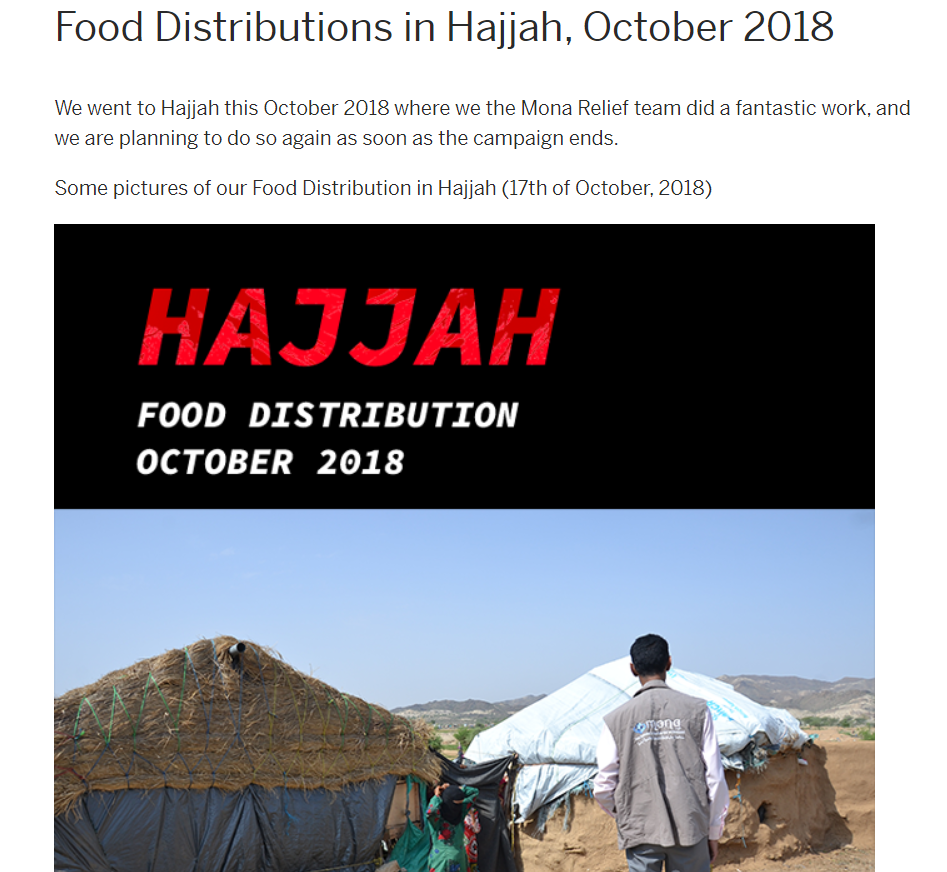 Food Distributions in Hajjah, October 2018
We went to Hajjah this October 2018 where we the Mona Relief team did a fantastic work, and
we are planning to do so again as soon as the campaign ends.
Some pictures of our Food Distribution in Hajjah (17th of October, 2018)
HAJJAH
FOOD DISTRIBUTION
OCTOBER 2018
mona